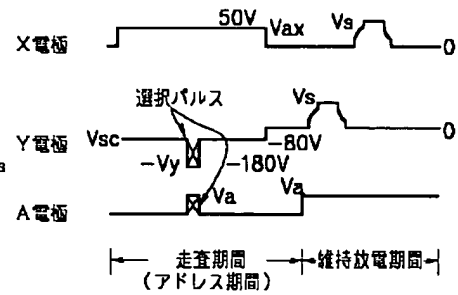 50V
Vax
Vs
0
X電極
選択パルス
Vs
Y電極
Vsc
-Vy
-180V
-80V
0
s
A電極
Va
Va
走査期間
(アドレス期間)
維持放電期間